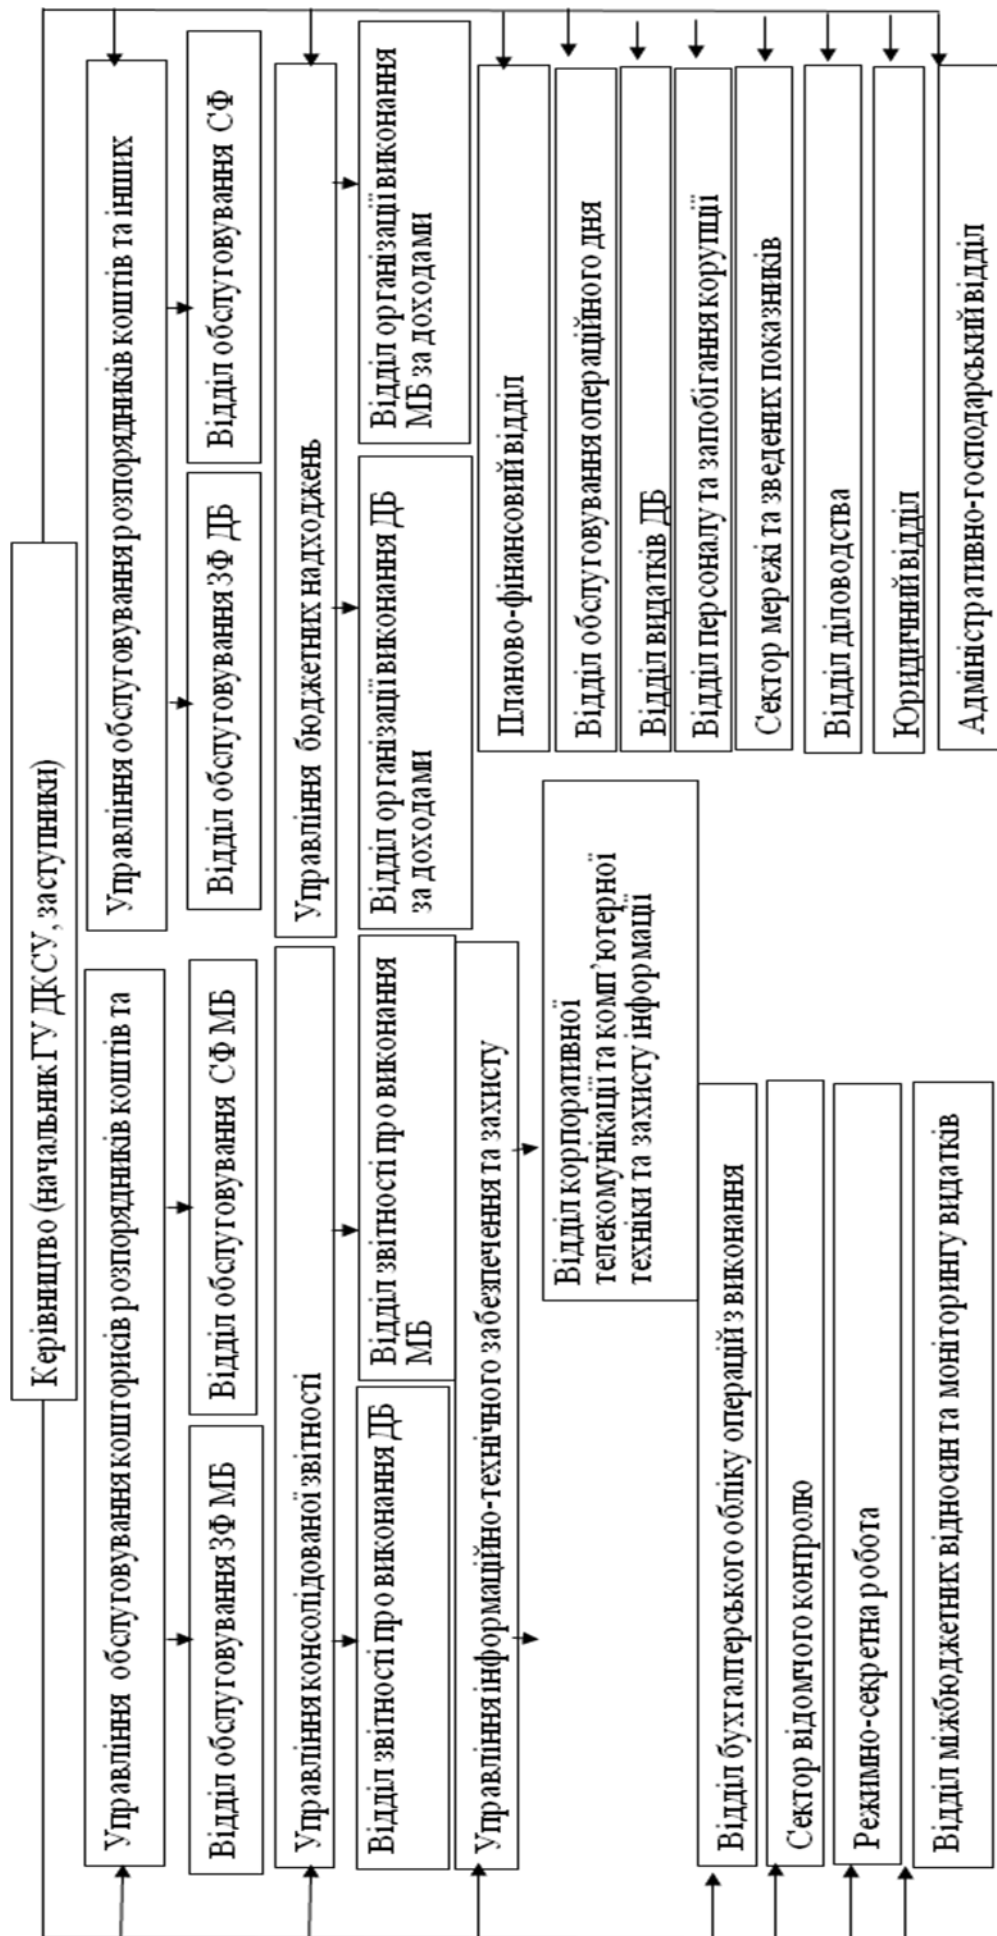 Керівництво (начальник ГУ ДКСУ, заступники)
Управління обслуговування кошторисів розпорядників коштів та
Управління обслуговування розпорядників коштів та інших
Відділ обслуговування ЗФ МБ
Відділ обслуговування СФ МБ
Відділ обслуговування ЗФ ДБ
Відділ обслуговування СФ
Управління консолідованої звітності
Управління бюджетних надходжень
Відділ звітності про виконання ДБ
Відділ звітності про виконання
МБ
Відділ організації виконання ДБ
за доходами
Відділ організації виконання
МБ за доходами
Управління інформаційно-технічного забезпечення та захисту
Відділ корпоративної
телекомунікації та комп’ютерної
техніки та захисту інформації
Відділ бухгалтерського обліку операцій з виконання
Сектор відомчого контролю
Режимно-секретна робота
Відділ міжбюджетних відносин та моніторингу видатків
Планово-фінансовий відділ
Відділ обслуговування операційного дня
Відділ видатків ДБ
Відділ персоналу та запобігання корупції
Сектор мережі та зведених показників
Відділ діловодства
Юридичний відділ
Адміністративно-господарський відділ